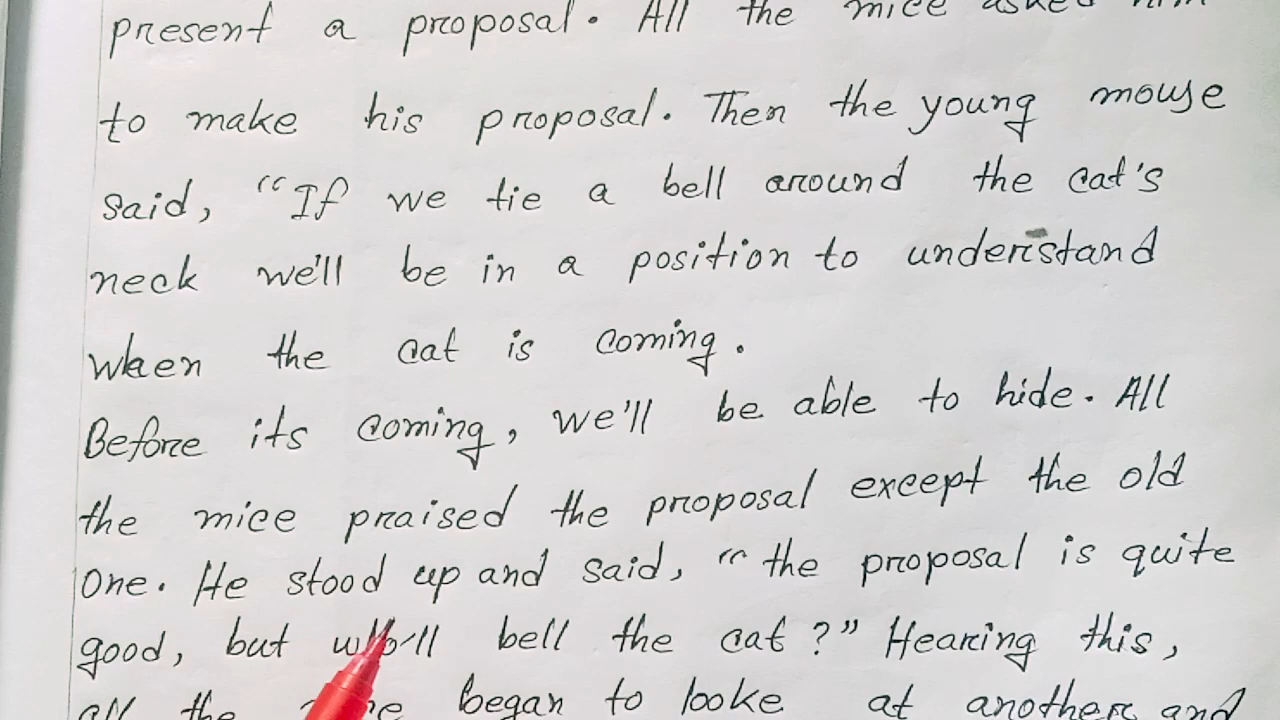 present a proposal. All the mice asked him
to make his proposal. Then the young mouse
said, "If we tie a bell around the cat's
neck we'll be in a position to understand
when the cat is coming.
Before its coming, we'll be able to hide. All
the mice praised the proposal except the old
One. He stood up and said, "the proposal is quite
good, but who'll bell the cat?" Hearing this,
all the began to looke at another and